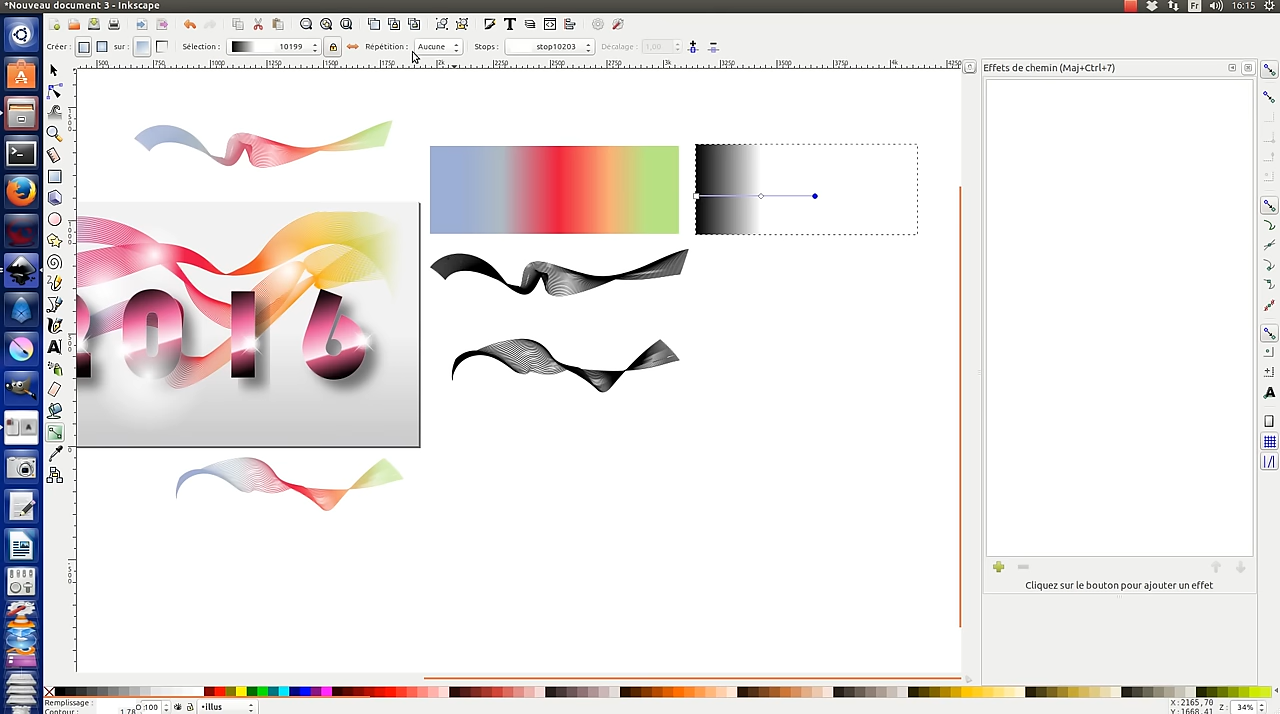 *Nouveau document 3 - Inkscape
Fr 16:15
Créer : sur : Sélection : 10199 Répétition : Aucune Stops : stop10203 Décalage : 1,00
Effets de chemin (Maj+Ctrl+7)
2016
Cliquez sur le bouton pour ajouter un effet
Remplissage :
Contour : 1,78 O: 100 •illus
X:2165,70
Y:1668,41
Z: 34%